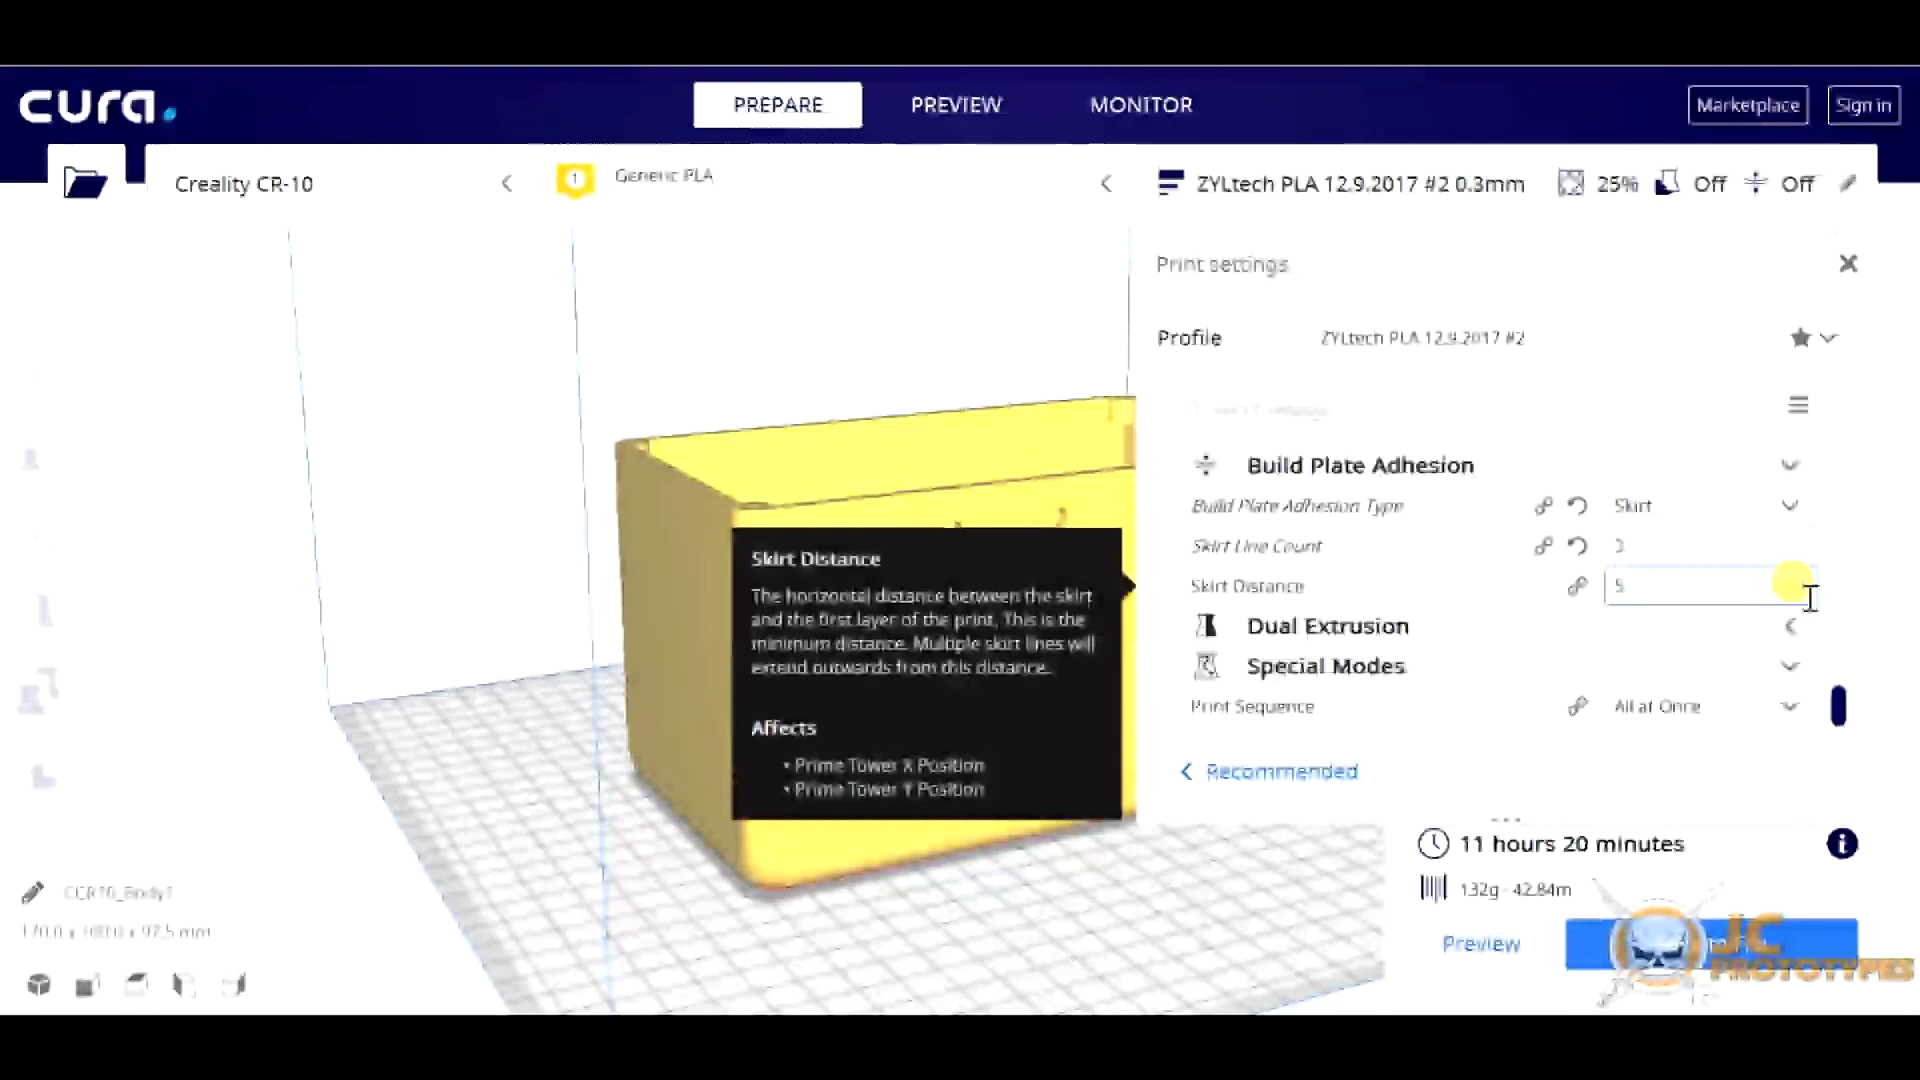 cura.
PREPARE
PREVIEW
MONITOR
Marketplace
Sign in
Creality CR-10
1
Generic PLA
ZYLtech PLA 12.9.2017 #2 0.3mm
25%
Off
Off
Print settings
Profile
ZYLtech PLA 12.9.2017 #2
Build Plate Adhesion
Build Plate Adhesion Type
Skirt
Skirt Line Count
3
Skirt Distance
5
Dual Extrusion
Special Modes
Print Sequence
All at Once
Recommended
Skirt Distance
The horizontal distance between the skirt
and the first layer of the print. This is the
minimum distance. Multiple skirt lines will
extend outwards from this distance.
Affects
• Prime Tower X Position
• Prime Tower Y Position
11 hours 20 minutes
132g · 42.84m
Preview
CCR10_Body1
JC
PROTOTYPES